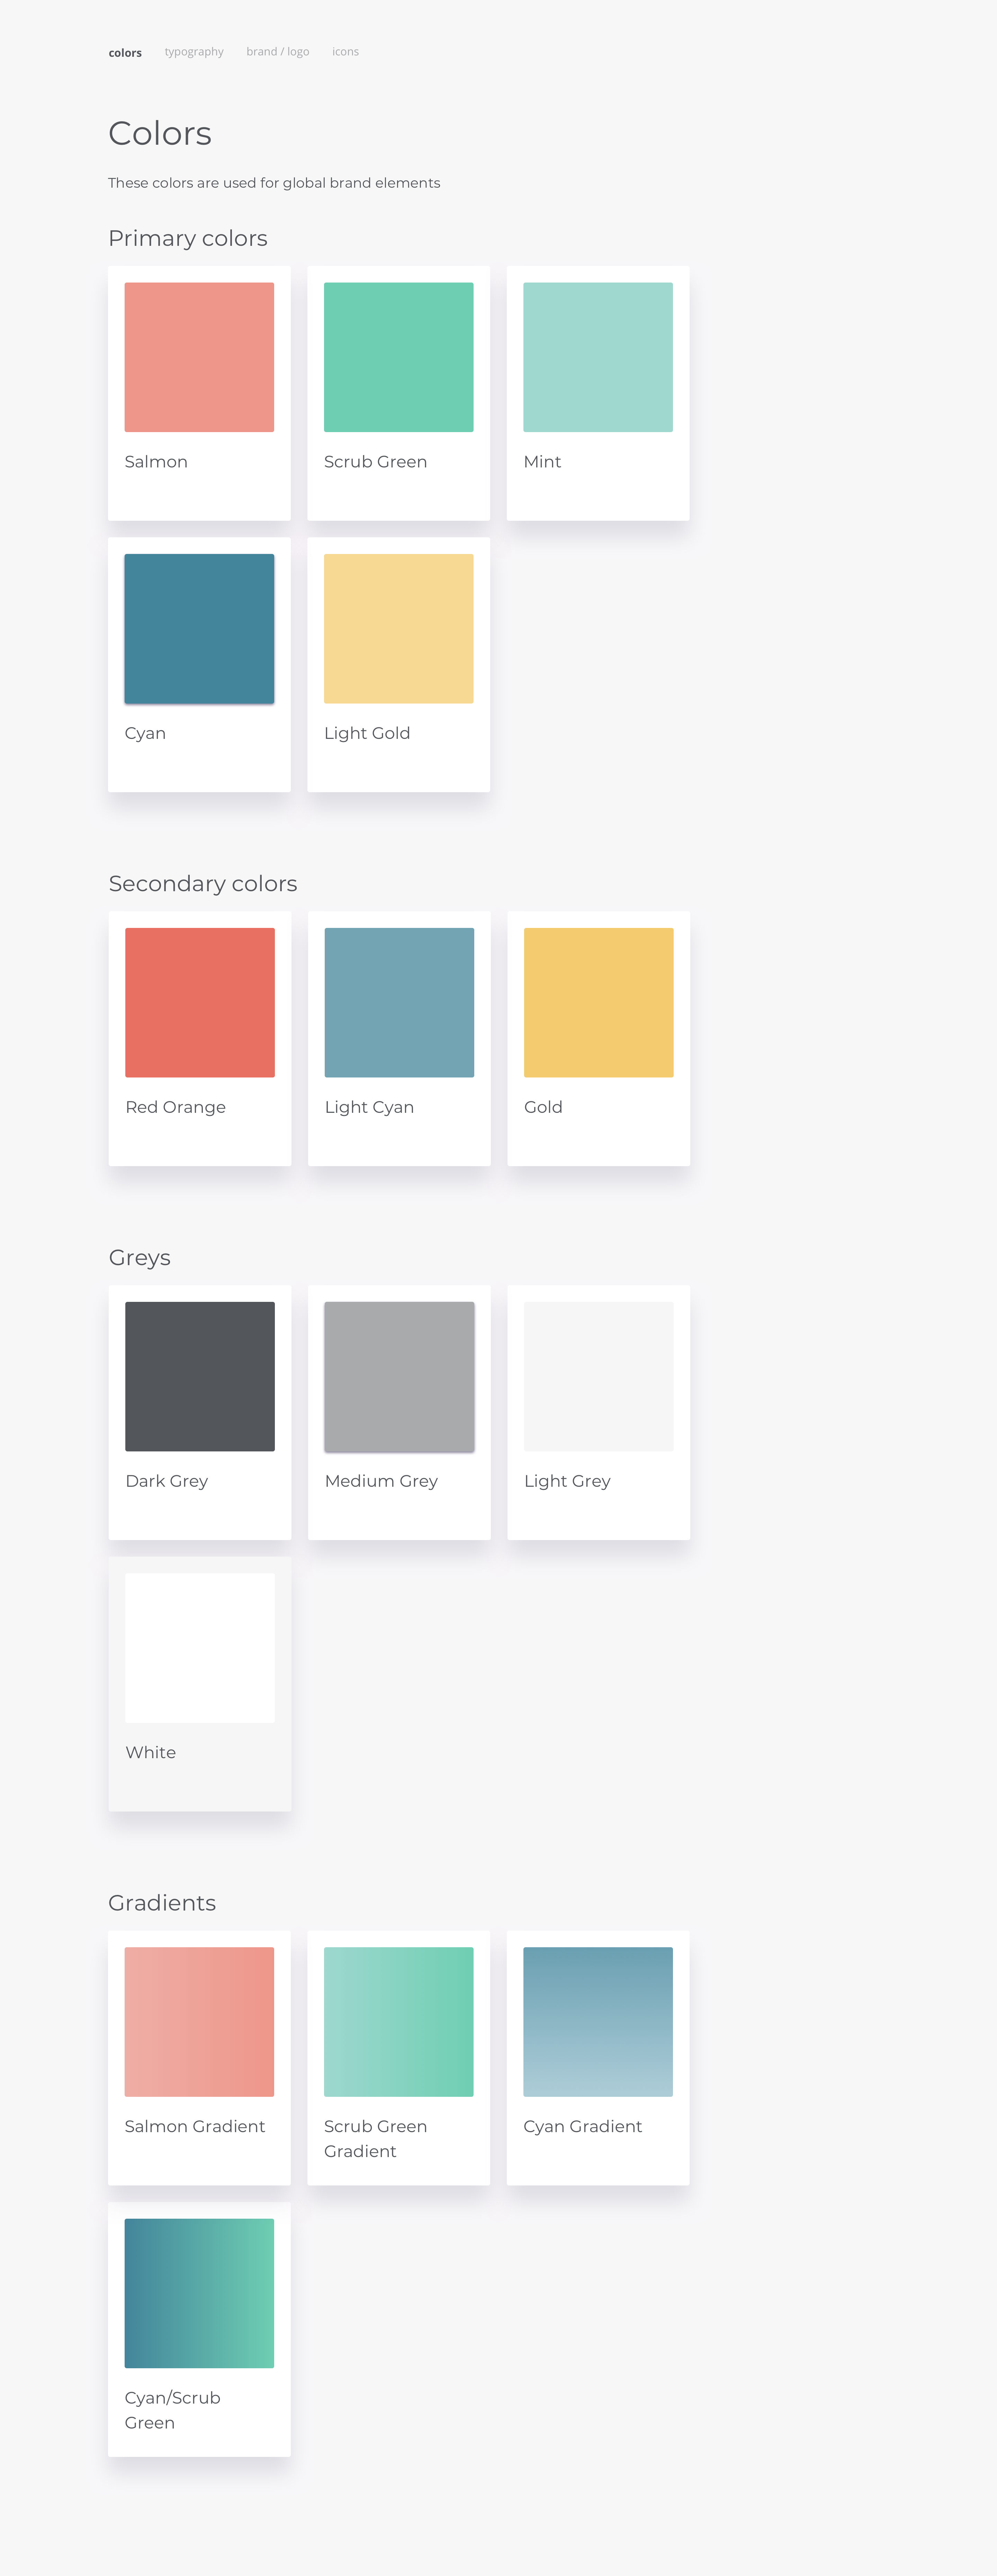 colors typography brand / logo icons
Colors
These colors are used for global brand elements
Primary colors
Salmon
Scrub Green
Mint
Cyan
Light Gold
Secondary colors
Red Orange
Light Cyan
Gold
Greys
Dark Grey
Medium Grey
Light Grey
White
Gradients
Salmon Gradient
Scrub Green
Gradient
Cyan Gradient
Cyan/Scrub
Green